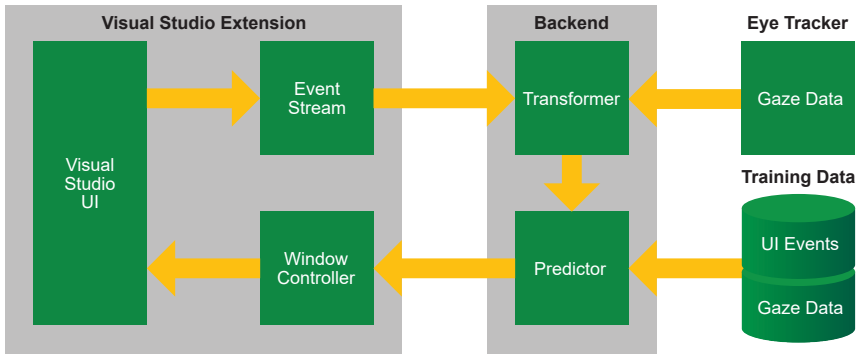 Visual Studio Extension
Backend
Eye Tracker
Visual
Studio
UI
Event
Stream
Transformer
Gaze Data
Training Data
Window
Controller
Predictor
UI Events
Gaze Data